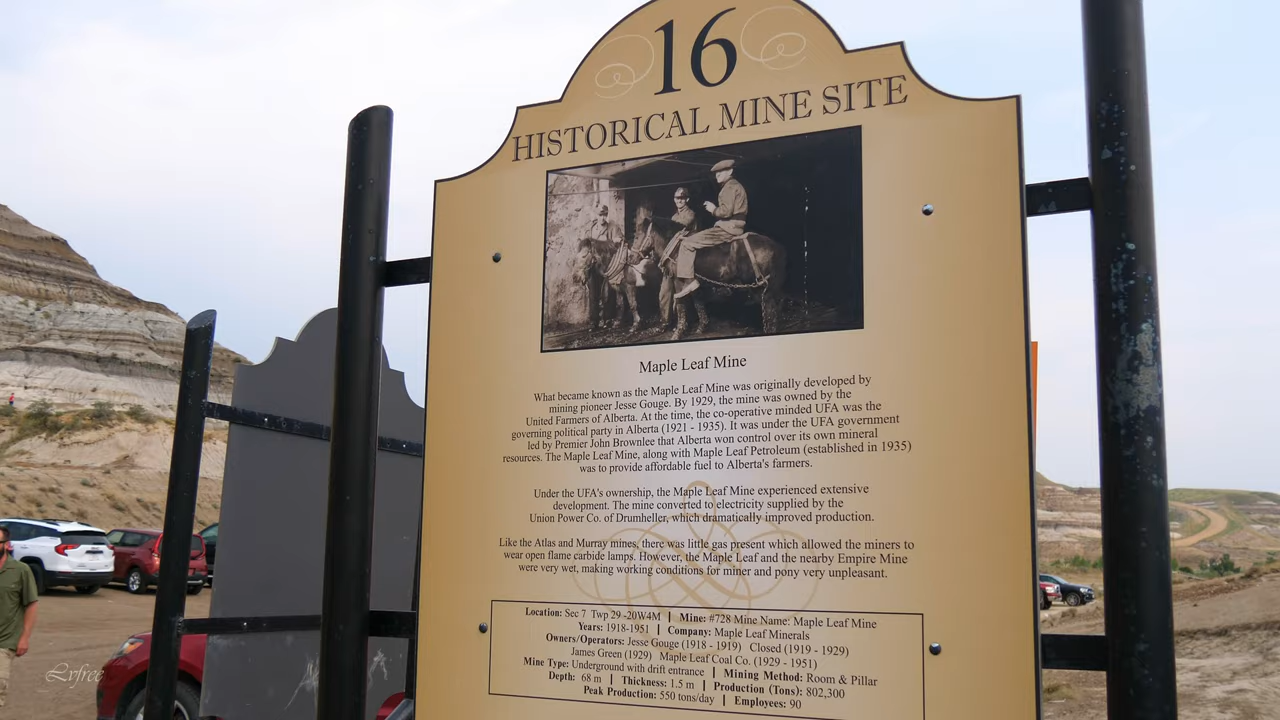 16
HISTORICAL MINE SITE
Maple Leaf Mine
What became known as the Maple Leaf Mine was originally developed by
mining pioneer Jesse Gouge. By 1929, the mine was owned by the
United Farmers of Alberta. At the time, the co-operative minded UFA was the
governing political party in Alberta (1921 - 1935). It was under the UFA government
led by Premier John Brownlee that Alberta won control over its own mineral
resources. The Maple Leaf Mine, along with Maple Leaf Petroleum (established in 1935)
was to provide affordable fuel to Alberta's farmers.
Under the UFA's ownership, the Maple Leaf Mine experienced extensive
development. The mine converted to electricity supplied by the
Union Power Co. of Drumheller, which dramatically improved production.
Like the Atlas and Murray mines, there was little gas present which allowed the miners to
wear open flame carbide lamps. However, the Maple Leaf and the nearby Empire Mine
were very wet, making working conditions for miner and pony very unpleasant.
Location: Sec 7 Twp 29 -20W4M | Mine: #728 Mine Name: Maple Leaf Mine
Years: 1918-1951 | Company: Maple Leaf Minerals
Owners/Operators: Jesse Gouge (1918 - 1919) Closed (1919 - 1929)
James Green (1929) Maple Leaf Coal Co. (1929 - 1951)
Mine Type: Underground with drift entrance | Mining Method: Room & Pillar
Depth: 68 m | Thickness: 1.5 m | Production (Tons): 802,300
Peak Production: 550 tons/day | Employees: 90
Lvfree